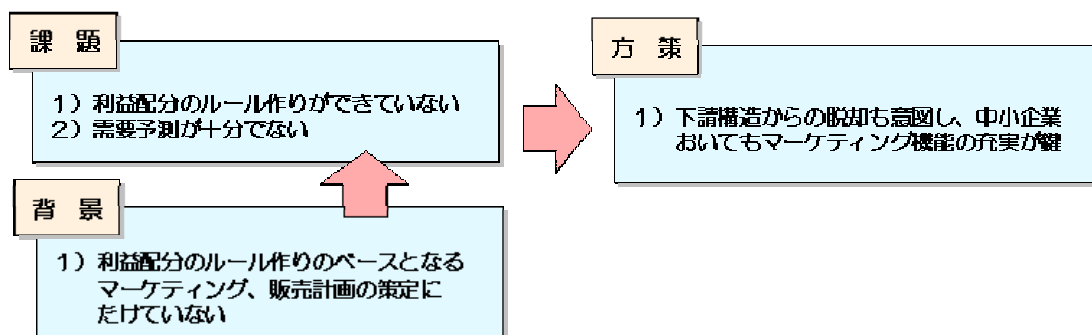 課　題
1）利益配分のルール作りができていない
2）需要予測が十分でない
方　策
1）下請構造からの脱却も意図し、中小企業
おいてもマーケティング機能の充実が鍵
背　景
1）利益配分のルール作りのベースとなる
マーケティング、販売計画の策定に
たけていない